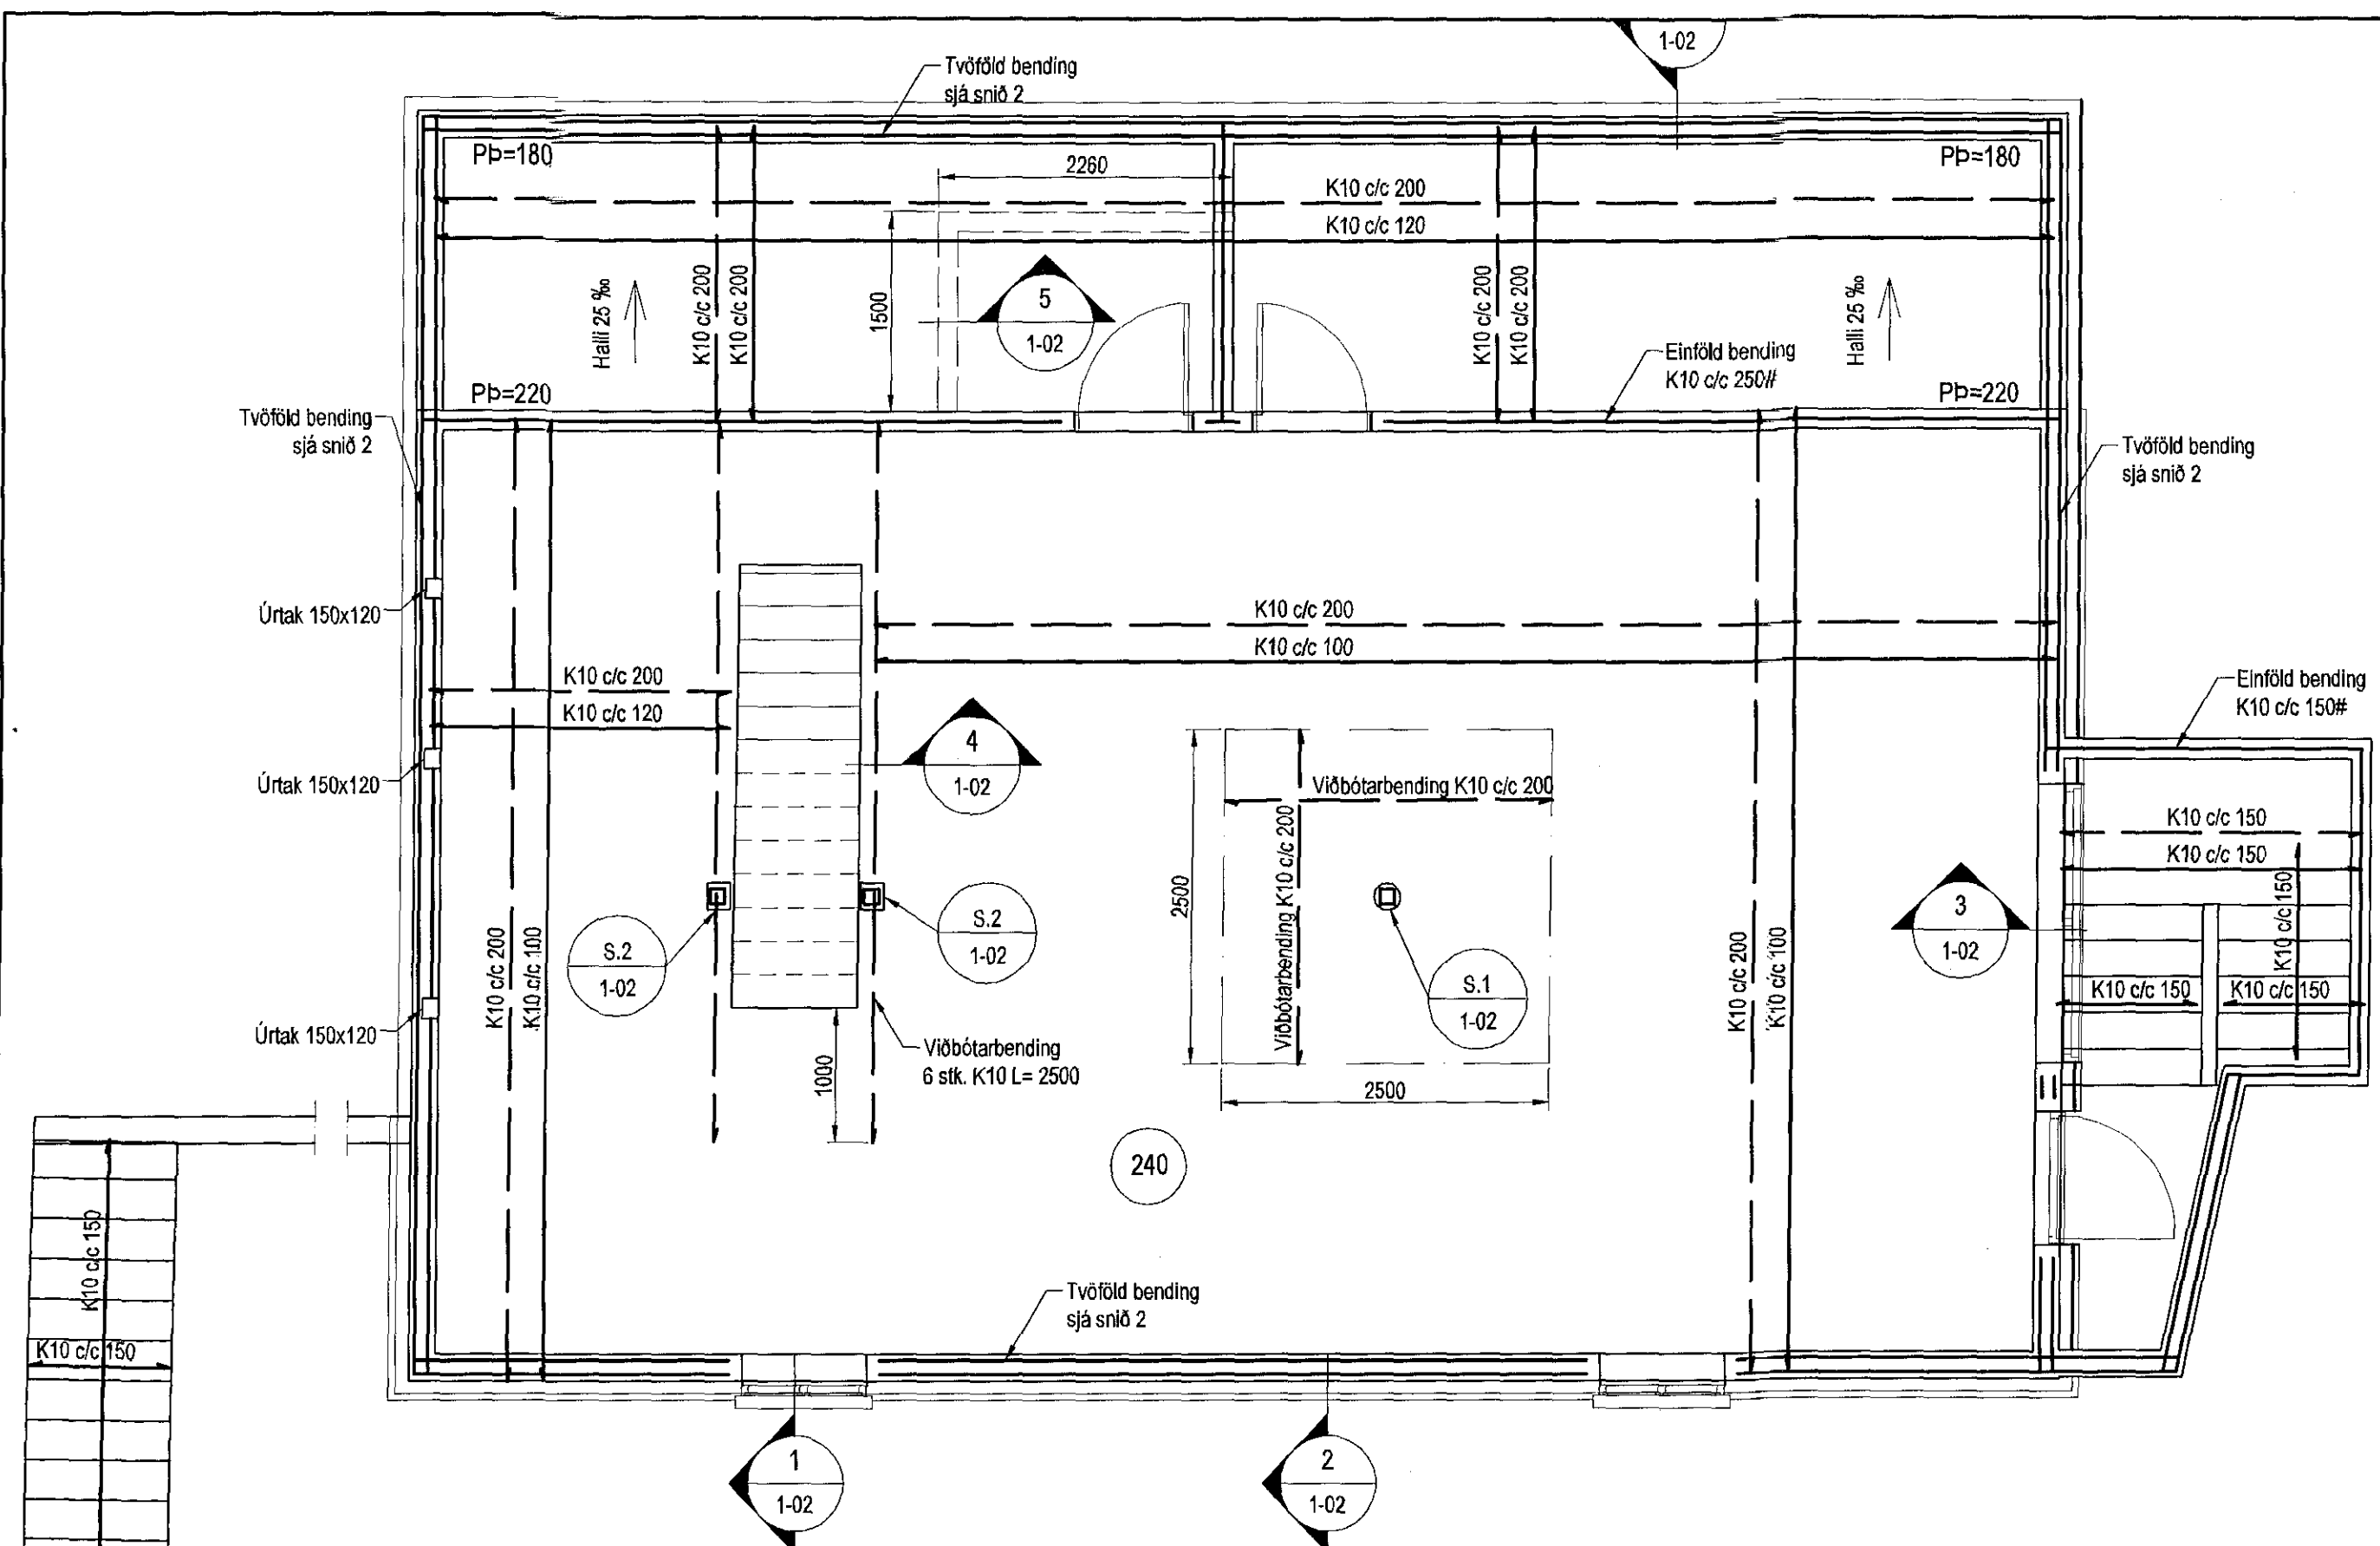 1-02
Tvöföld bending
sjá snið 2
PÞ=180
PÞ=180
2260
K10 c/c 200
K10 c/c 120
Halli 25 ‰
K10 c/c 200
K10 c/c 200
1500
5
1-02
K10 c/c 200
K10 c/c 200
Halli 25 ‰
Einföld bending
K10 c/c 250#
PÞ=220
PÞ=220
Tvöföld bending
sjá snið 2
Tvöföld bending
sjá snið 2
Úrtak 150x120
K10 c/c 200
K10 c/c 100
K10 c/c 200
K10 c/c 120
Einföld bending
K10 c/c 150#
4
1-02
Úrtak 150x120
Viðbótarbending K10 c/c 200
Viðbótarbending K10 c/c 200
2500
K10 c/c 150
K10 c/c 150
K10 c/c 150
S.2
1-02
S.2
1-02
3
1-02
K10 c/c 200
K10 c/c 100
S.1
1-02
K10 c/c 200
K10 c/c 100
K10 c/c 150
K10 c/c 150
Úrtak 150x120
Viðbótarbending
6 stk. K10 L= 2500
1000
2500
240
K10 c/c 150
K10 c/c 150
Tvöföld bending
sjá snið 2
1
1-02
2
1-02